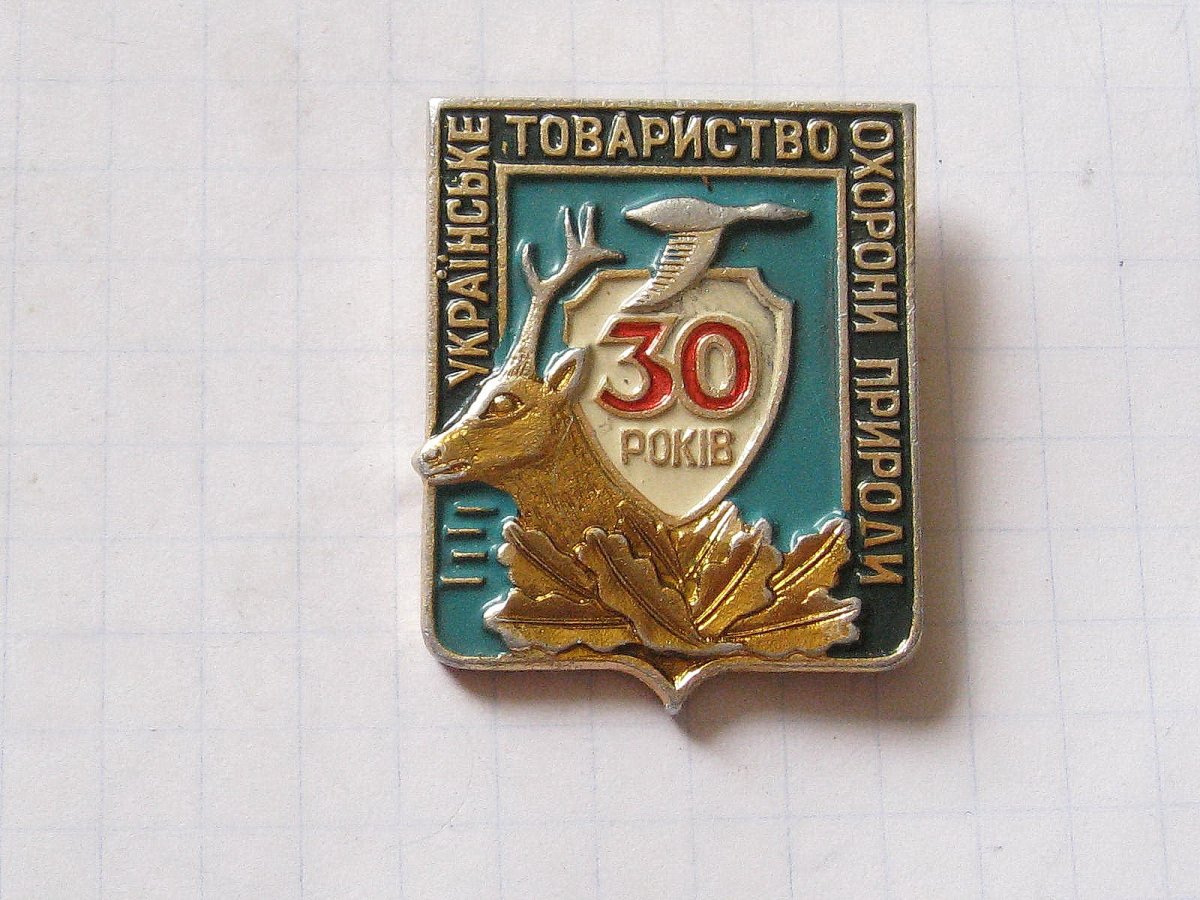 УКРАЇНСЬКЕ
ТОВАРИСТВО
ОХОРОНИ ПРИРОДИ
30
РОКІВ